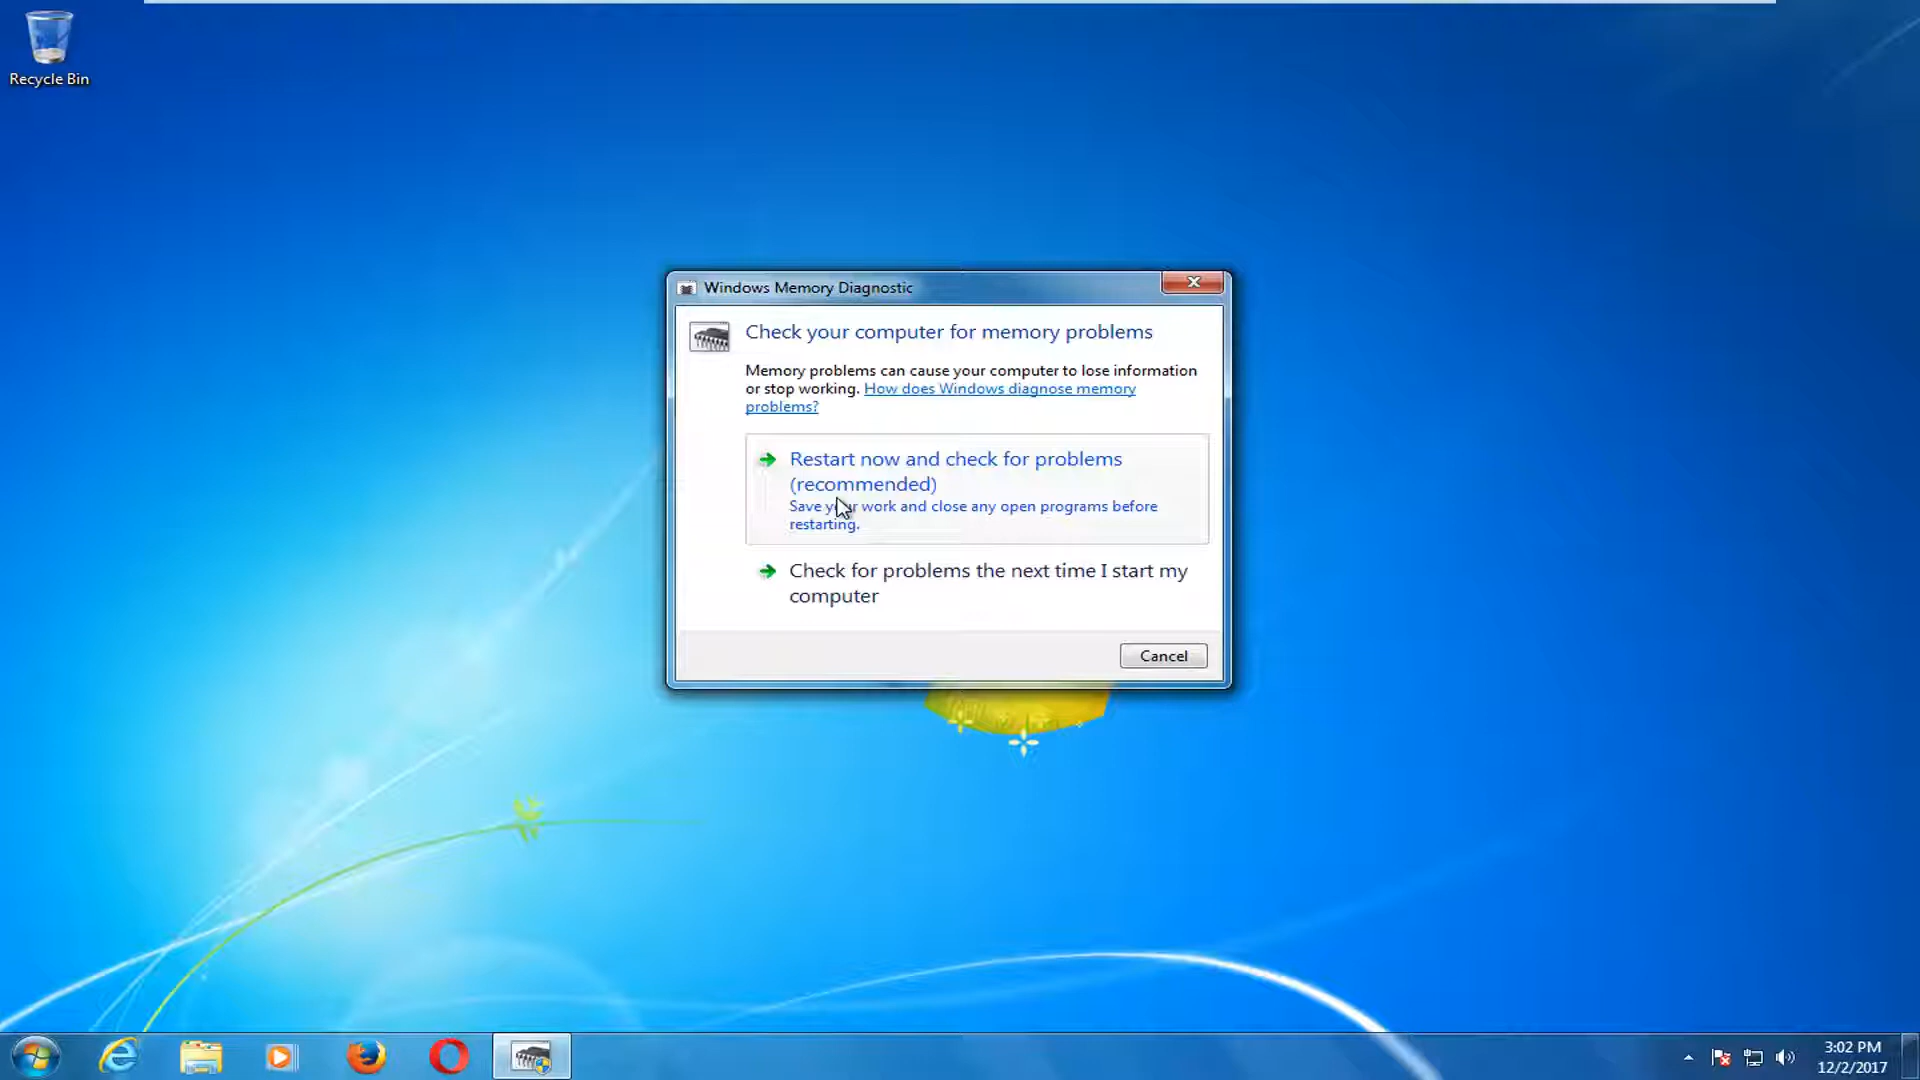 Recycle Bin
Windows Memory Diagnostic
Check your computer for memory problems
Memory problems can cause your computer to lose information
or stop working. How does Windows diagnose memory
problems?
Restart now and check for problems
(recommended)
Save your work and close any open programs before
restarting.
Check for problems the next time I start my
computer
Cancel
3:02 PM
12/2/2017